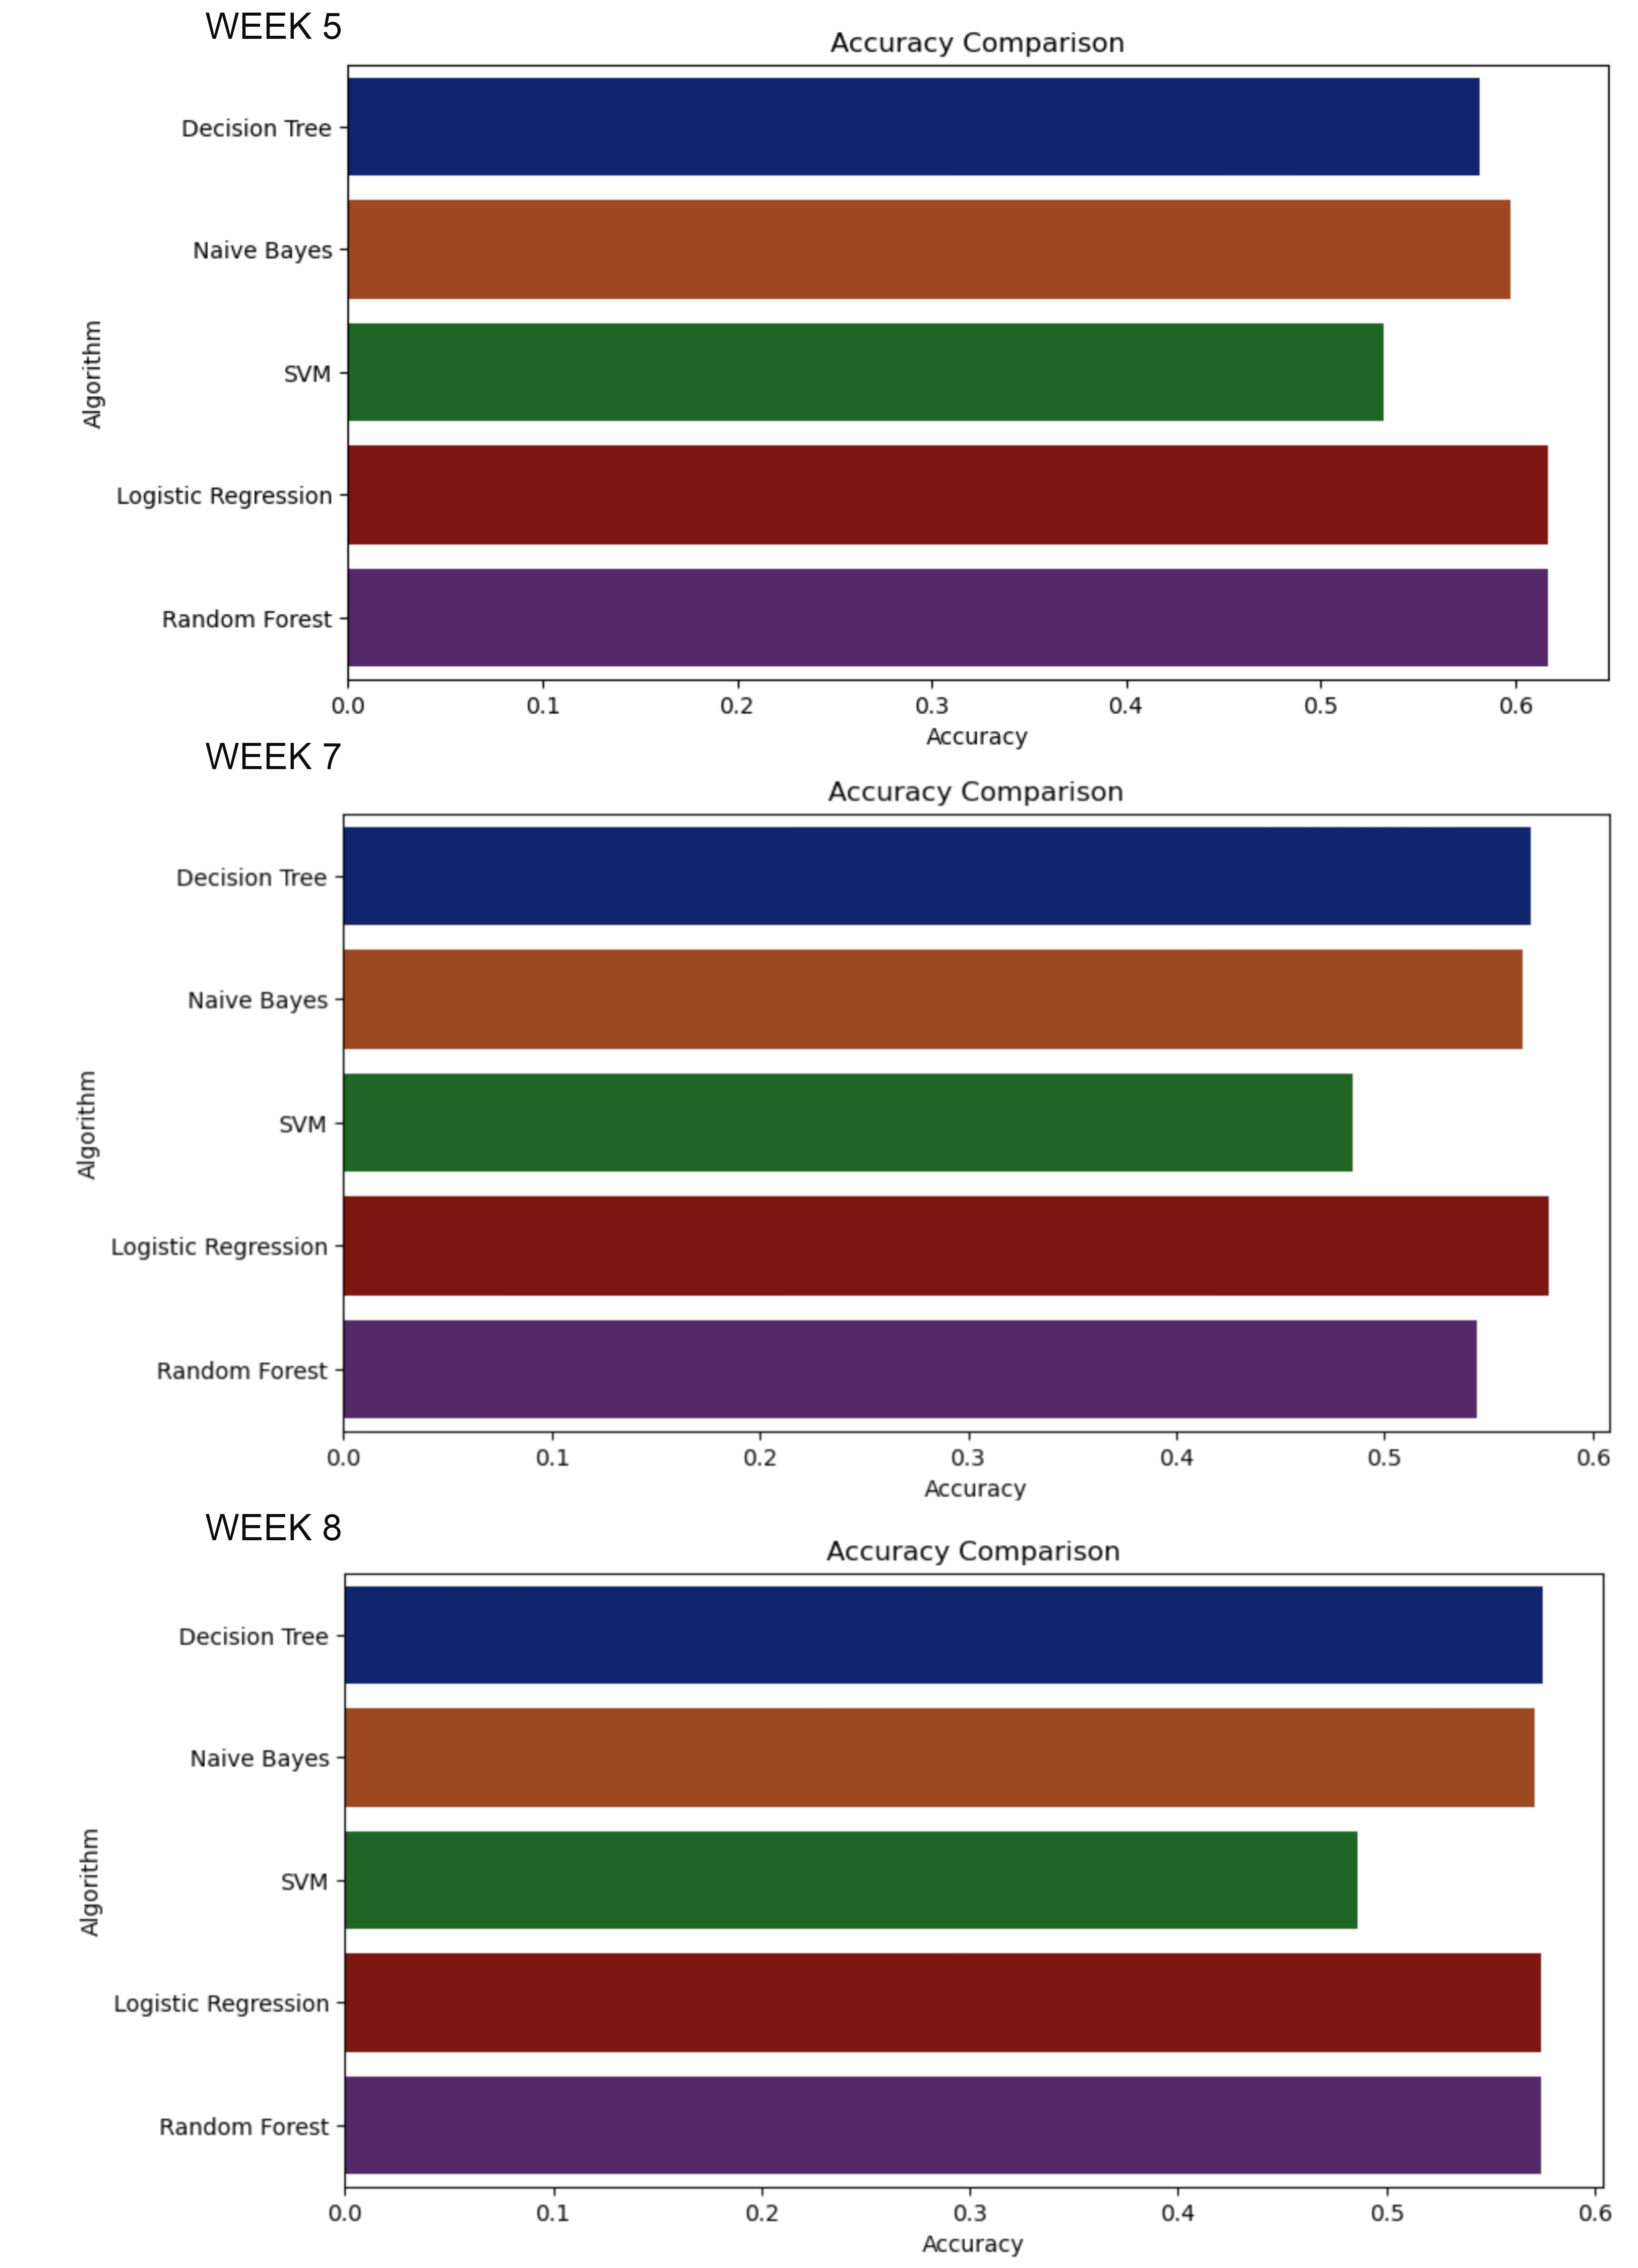 WEEK 5
Accuracy Comparison
Decision Tree
Naive Bayes
Algorithm
SVM
Logistic Regression
Random Forest
0.0 0.1 0.2 0.3 0.4 0.5 0.6
Accuracy
WEEK 7
Accuracy Comparison
Decision Tree
Naive Bayes
Algorithm
SVM
Logistic Regression
Random Forest
0.0 0.1 0.2 0.3 0.4 0.5 0.6
Accuracy
WEEK 8
Accuracy Comparison
Decision Tree
Naive Bayes
Algorithm
SVM
Logistic Regression
Random Forest
0.0 0.1 0.2 0.3 0.4 0.5 0.6
Accuracy